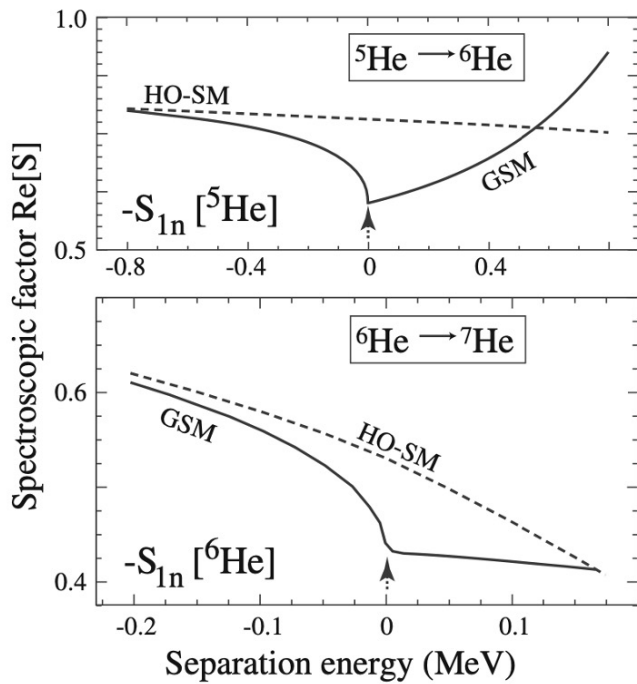 Spectroscopic factor Re[S]
1.0
⁵He → ⁶He
HO-SM
GSM
-S₁ₙ [⁵He]
0.5
-0.8 -0.4 0 0.4
⁶He → ⁷He
0.6
GSM
HO-SM
-S₁ₙ [⁶He]
0.4
-0.2 -0.1 0 0.1
Separation energy (MeV)